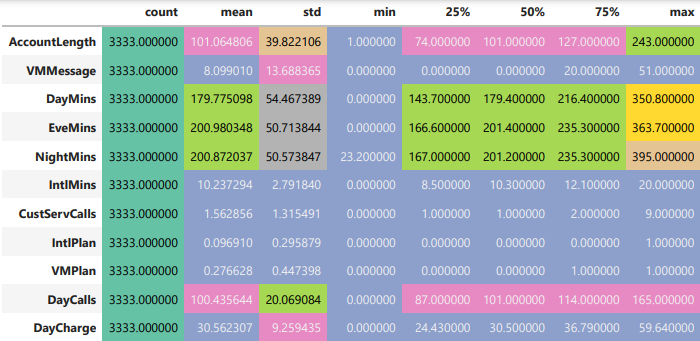 count mean std min 25% 50% 75% max
AccountLength 3333.000000 101.064806 39.822106 1.000000 74.000000 101.000000 127.000000 243.000000
VMMessage 3333.000000 8.099010 13.688365 0.000000 0.000000 0.000000 20.000000 51.000000
DayMins 3333.000000 179.775098 54.467389 0.000000 143.700000 179.400000 216.400000 350.800000
EveMins 3333.000000 200.980348 50.713844 0.000000 166.600000 201.400000 235.300000 363.700000
NightMins 3333.000000 200.872037 50.573847 23.200000 167.000000 201.200000 235.300000 395.000000
IntlMins 3333.000000 10.237294 2.791840 0.000000 8.500000 10.300000 12.100000 20.000000
CustServCalls 3333.000000 1.562856 1.315491 0.000000 1.000000 1.000000 2.000000 9.000000
IntlPlan 3333.000000 0.096910 0.295879 0.000000 0.000000 0.000000 0.000000 1.000000
VMPlan 3333.000000 0.276628 0.447398 0.000000 0.000000 0.000000 1.000000 1.000000
DayCalls 3333.000000 100.435644 20.069084 0.000000 87.000000 101.000000 114.000000 165.000000
DayCharge 3333.000000 30.562307 9.259435 0.000000 24.430000 30.500000 36.790000 59.640000